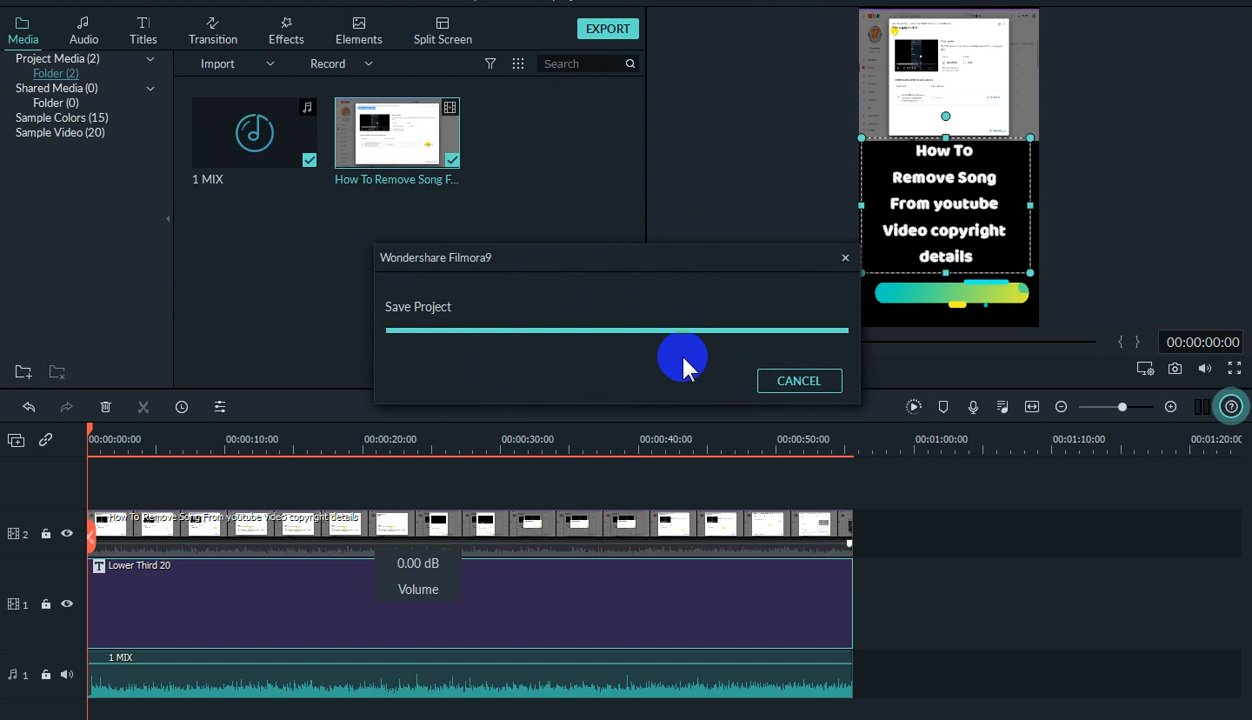 Media
Audio
Titles
Transitions
Effects
Elements
Split Screen
EXPORT
Project Media (2)
Folder (2)
Shared Media (0)
Folder (0)
Sample Colors (15)
Sample Video (20)
Import
Record
Search
1 MIX
How To Remove Song F...
Wondershare Filmora9
Save Project
CANCEL
How To
Remove Song
From youtube
Video copyright
details
{ }
00:00:00:00
00:00:00:00
00:00:10:00
00:00:20:00
00:00:30:00
00:00:40:00
00:00:50:00
00:01:00:00
00:01:10:00
00:01:20:00
2
How To Remove Song From youtube Video copyright details
0.00 dB
Volume
1
T Lower Third 20
1
1 MIX